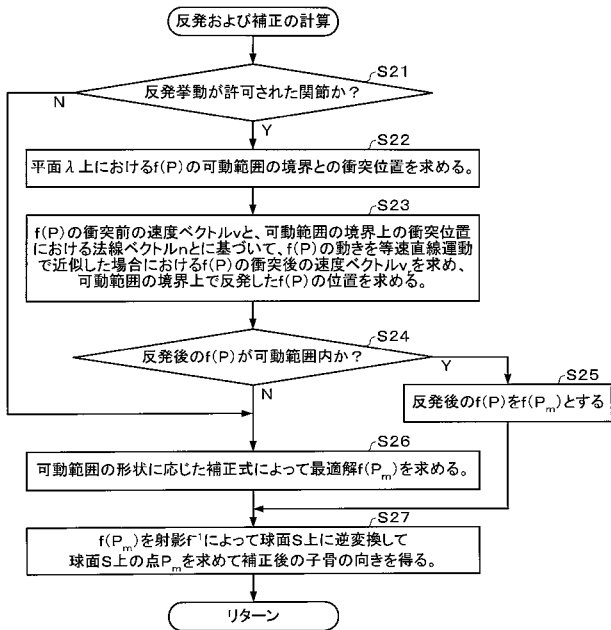 反発および補正の計算
S21
反発挙動が許可された関節か？
N
Y
S22
平面λ上におけるf(P)の可動範囲の境界との衝突位置を求める。
S23
f(P)の衝突前の速度ベクトルvと、可動範囲の境界上の衝突位置
における法線ベクトルnとに基づいて、f(P)の動きを等速直線運動
で近似した場合におけるf(P)の衝突後の速度ベクトルvrを求め、
可動範囲の境界上で反発したf(P)の位置を求める。
S24
反発後のf(P)が可動範囲内か？
Y
N
S25
反発後のf(P)をf(Pm)とする
S26
可動範囲の形状に応じた補正式によって最適解f(Pm)を求める。
S27
f(Pm)を射影f-1によって球面S上に逆変換して
球面S上の点Pmを求めて補正後の子骨の向きを得る。
リターン